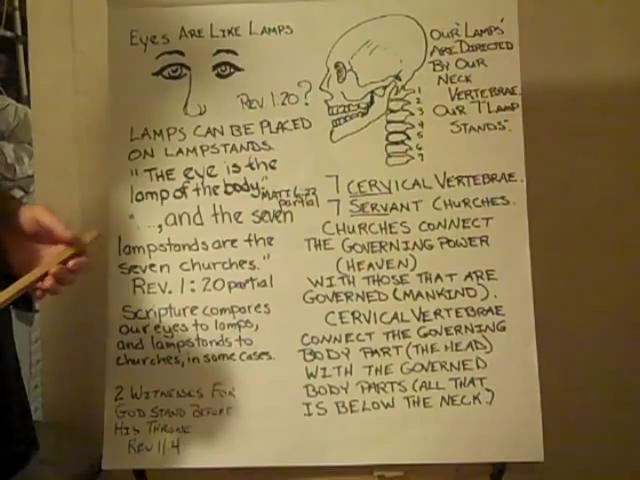 Eyes ARE LIKE LAMPS
REV 1:20?
LAMPS CAN BE PLACED
ON LAMPSTANDS.
"THE eye is the
lamp of the body."
MATT 6:22
partial
"...,and the seven
lampstands are the
seven churches."
REV. 1:20 partial
Scripture compares
our eyes to lamps,
and lampstands to
churches, in some cases.
2 WITNESSES FOR
GOD STAND BEFORE
HIS THRONE
REV 11:4
OUR "LAMPS"
ARE DIRECTED
BY OUR
NECK
VERTEBRAE.
OUR "7 LAMP
STANDS".
1
2
3
4
5
6
7
7 CERVICAL VERTEBRAE.
7 SERVANT CHURCHES.
CHURCHES CONNECT
THE GOVERNING POWER
(HEAVEN)
WITH THOSE THAT ARE
GOVERNED (MANKIND).
CERVICAL VERTEBRAE
CONNECT THE GOVERNING
BODY PART (THE HEAD)
WITH THE GOVERNED
BODY PARTS (ALL THAT
IS BELOW THE NECK.)